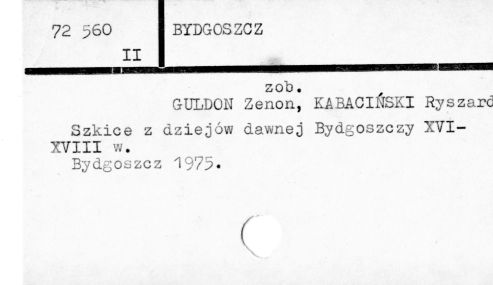 72 560 BYDGOSZCZ
II
zob.
GULDON Zenon, KABACIŃSKI Ryszard
Szkice z dziejów dawnej Bydgoszczy XVI-
XVIII w.
Bydgoszcz 1975.